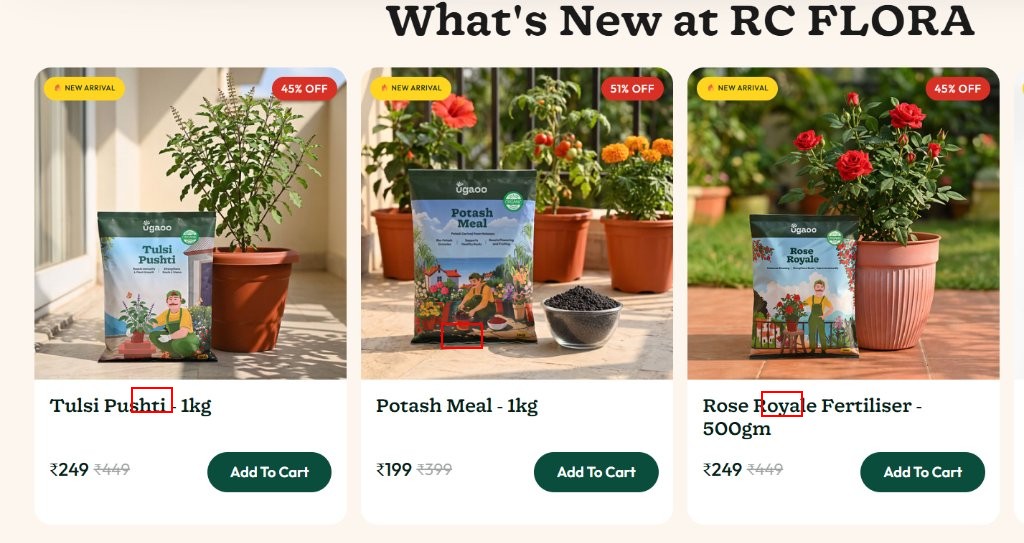 What's New at RC FLORA
🔥 NEW ARRIVAL
45% OFF
ugaoo
Tulsi
Pushti
Tulsi Pushti - 1kg
₹249 ₹449
Add To Cart
🔥 NEW ARRIVAL
51% OFF
ugaoo
Potash
Meal
Potash Meal - 1kg
₹199 ₹399
Add To Cart
🔥 NEW ARRIVAL
45% OFF
ugaoo
Rose
Royale
Rose Royale Fertiliser -
500gm
₹249 ₹449
Add To Cart